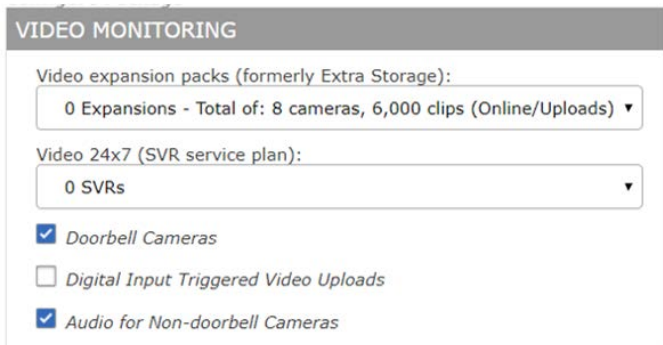 VIDEO MONITORING
Video expansion packs (formerly Extra Storage):
0 Expansions - Total of: 8 cameras, 6,000 clips (Online/Uploads)
Video 24x7 (SVR service plan):
0 SVRs
Doorbell Cameras
Digital Input Triggered Video Uploads
Audio for Non-doorbell Cameras